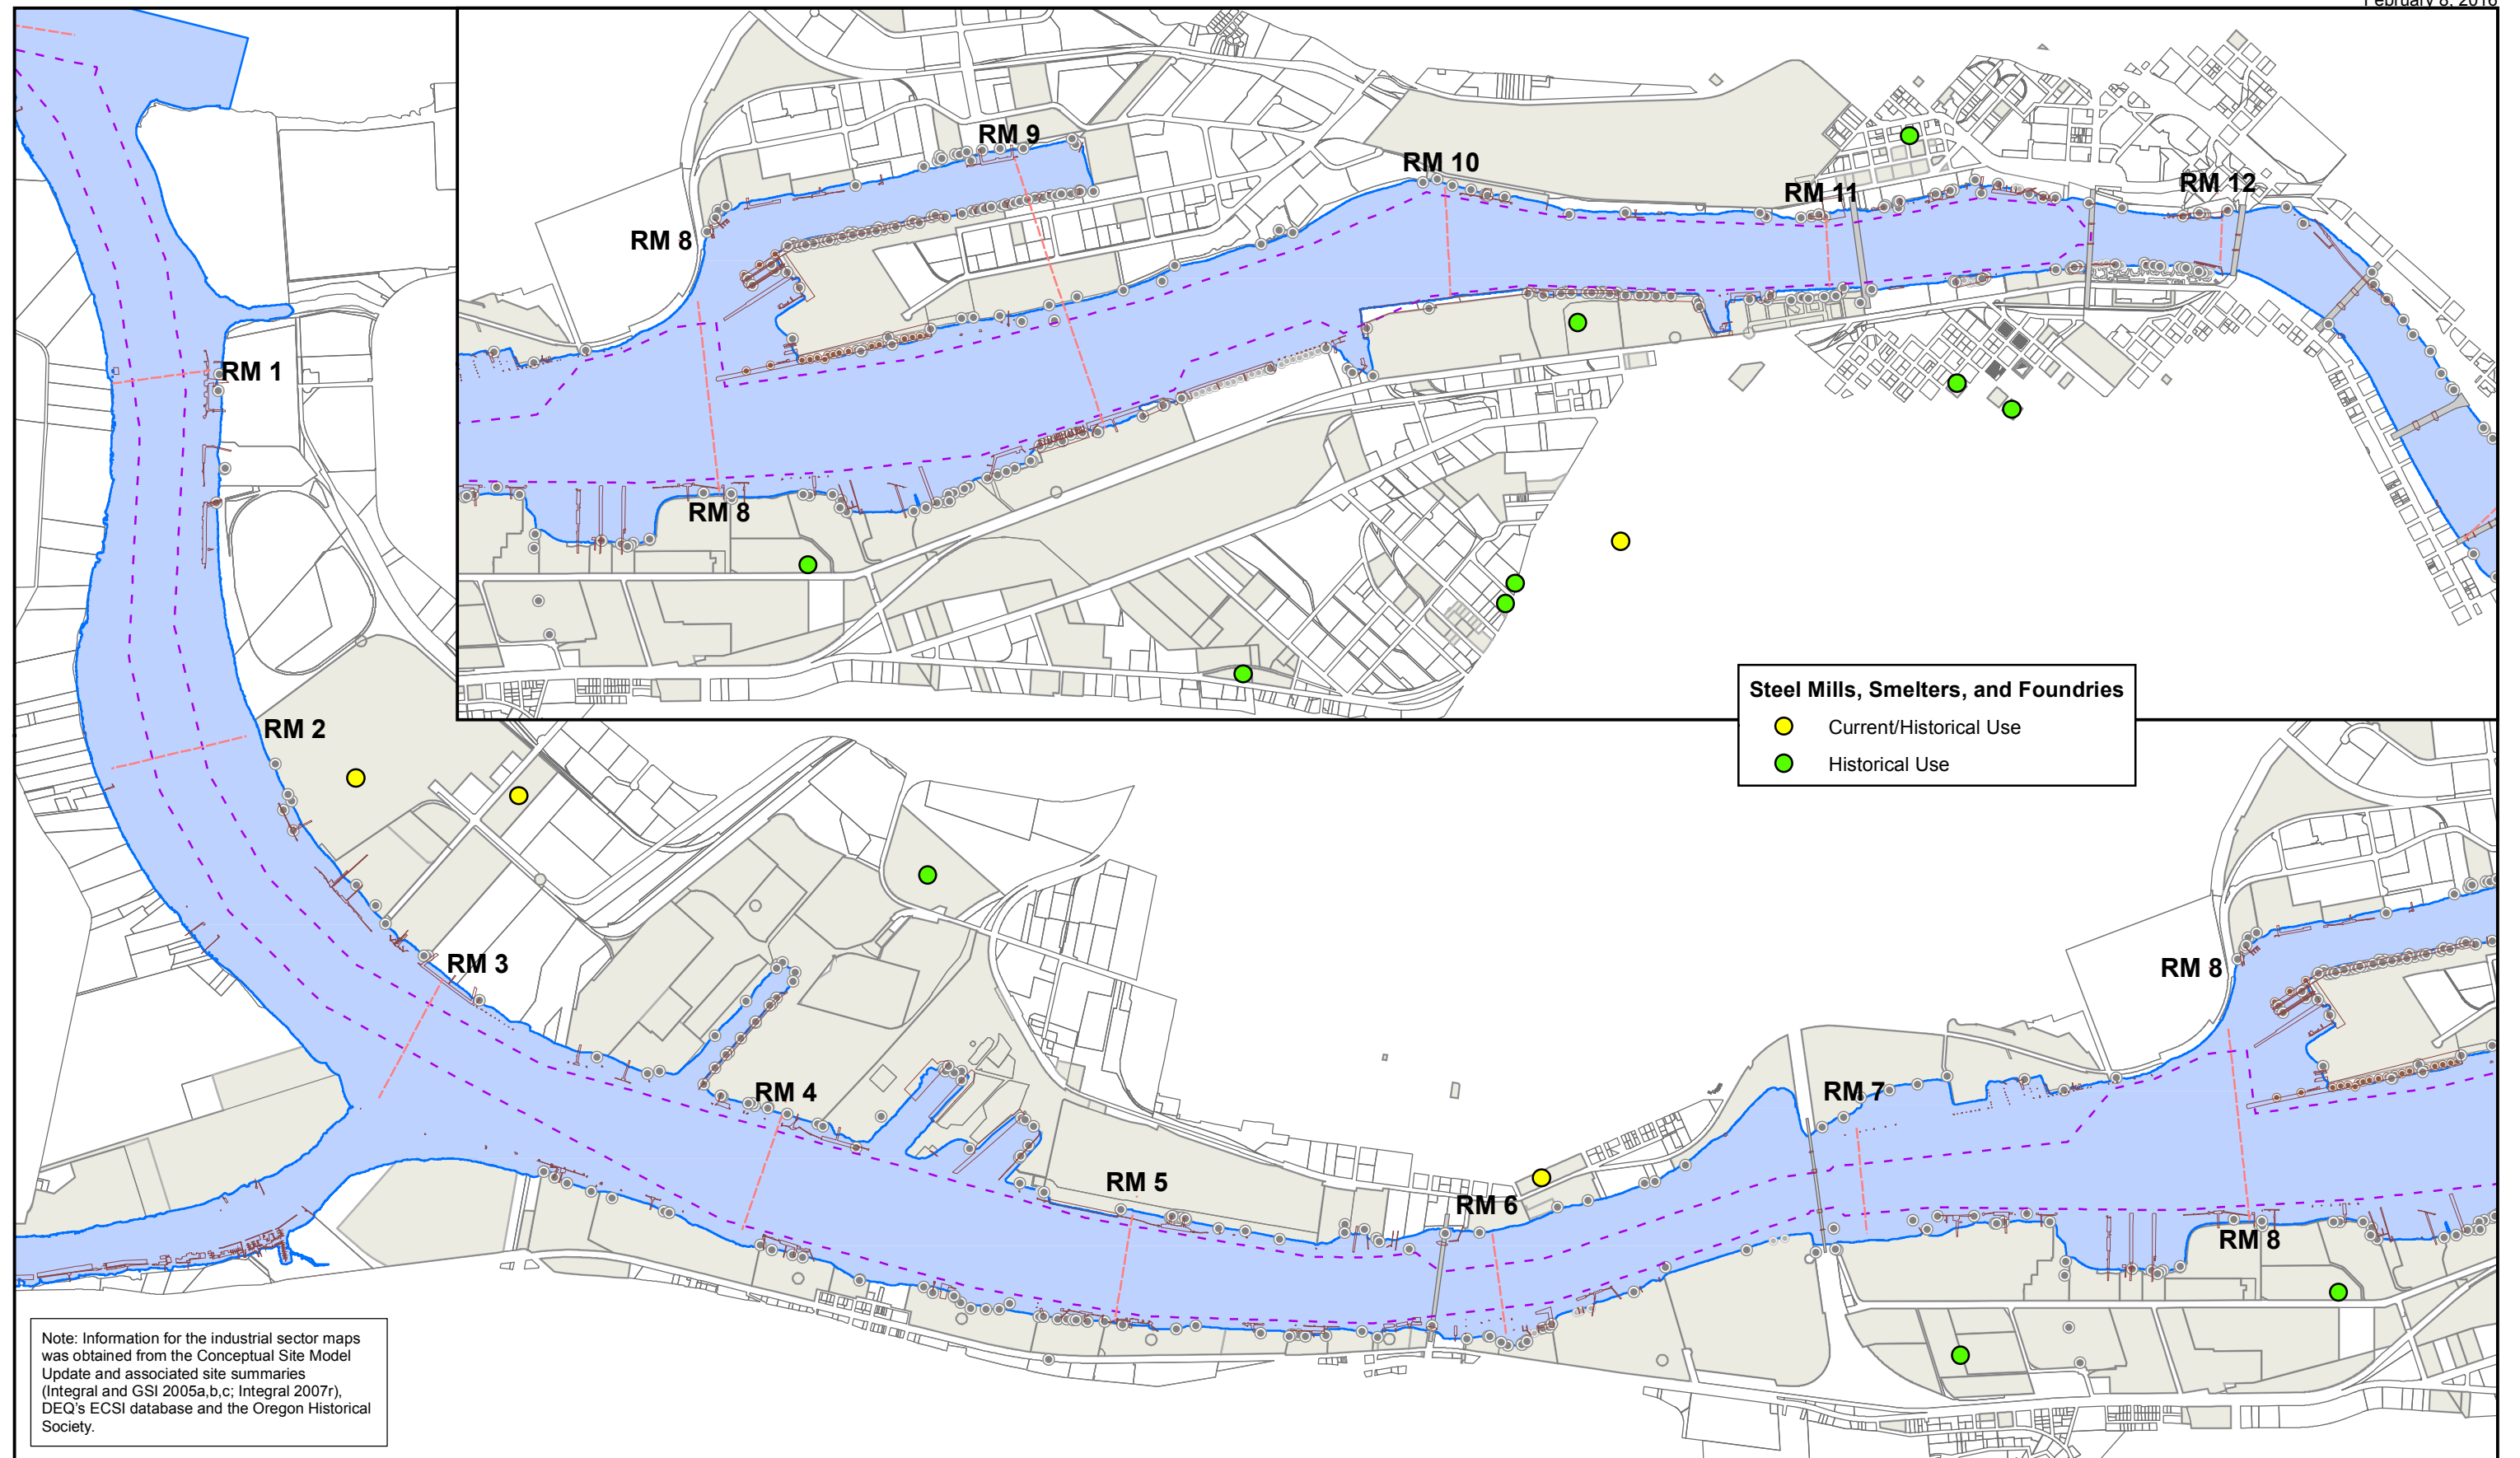 February 8, 2016
RM 9
RM 10
RM 11
RM 12
RM 8
RM 1
RM 8
Steel Mills, Smelters, and Foundries
Current/Historical Use
Historical Use
RM 2
RM 3
RM 8
RM 4
RM 7
RM 5
RM 6
RM 8
Note: Information for the industrial sector maps
was obtained from the Conceptual Site Model
Update and associated site summaries
(Integral and GSI 2005a,b,c; Integral 2007r),
DEQ's ECSI database and the Oregon Historical
Society.